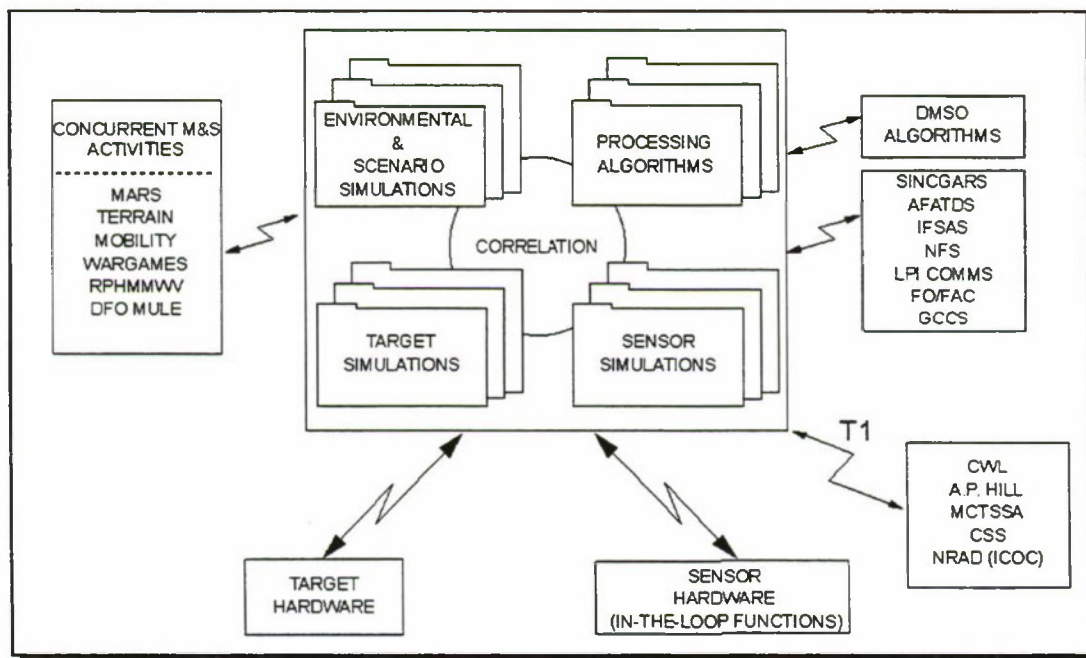 CONCURRENT M&S
ACTIVITIES
MARS
TERRAIN
MOBILITY
WARGAMES
RPHMMWV
DFO MULE
ENVIRONMENTAL
&
SCENARIO
SIMULATIONS
PROCESSING
ALGORITHMS
CORRELATION
TARGET
SIMULATIONS
SENSOR
SIMULATIONS
DMSO
ALGORITHMS
SINCGARS
AFATDS
IFSAS
NFS
LPI COMMS
FO/FAC
GCCS
T1
CWL
A.P. HILL
MCTSSA
CSS
NRAD (ICOC)
TARGET
HARDWARE
SENSOR
HARDWARE
(IN-THE-LOOP FUNCTIONS)